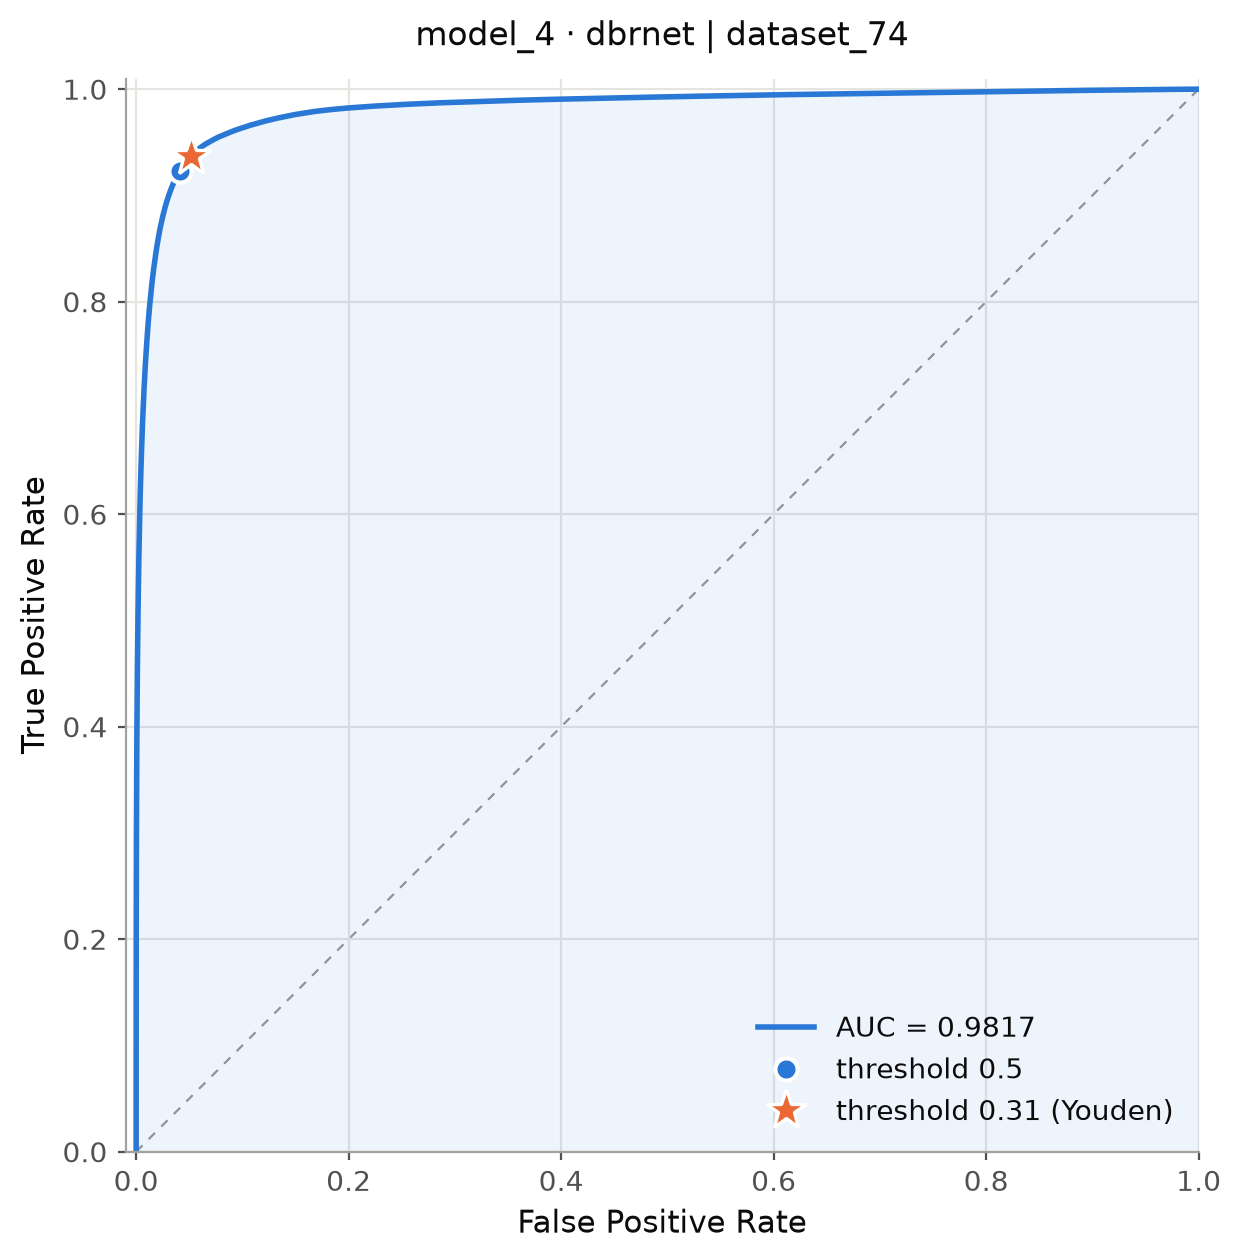 model_4 · dbrnet | dataset_74
True Positive Rate
1.0
0.8
0.6
0.4
0.2
0.0
0.0 0.2 0.4 0.6 0.8 1.0
False Positive Rate
AUC = 0.9817
threshold 0.5
threshold 0.31 (Youden)